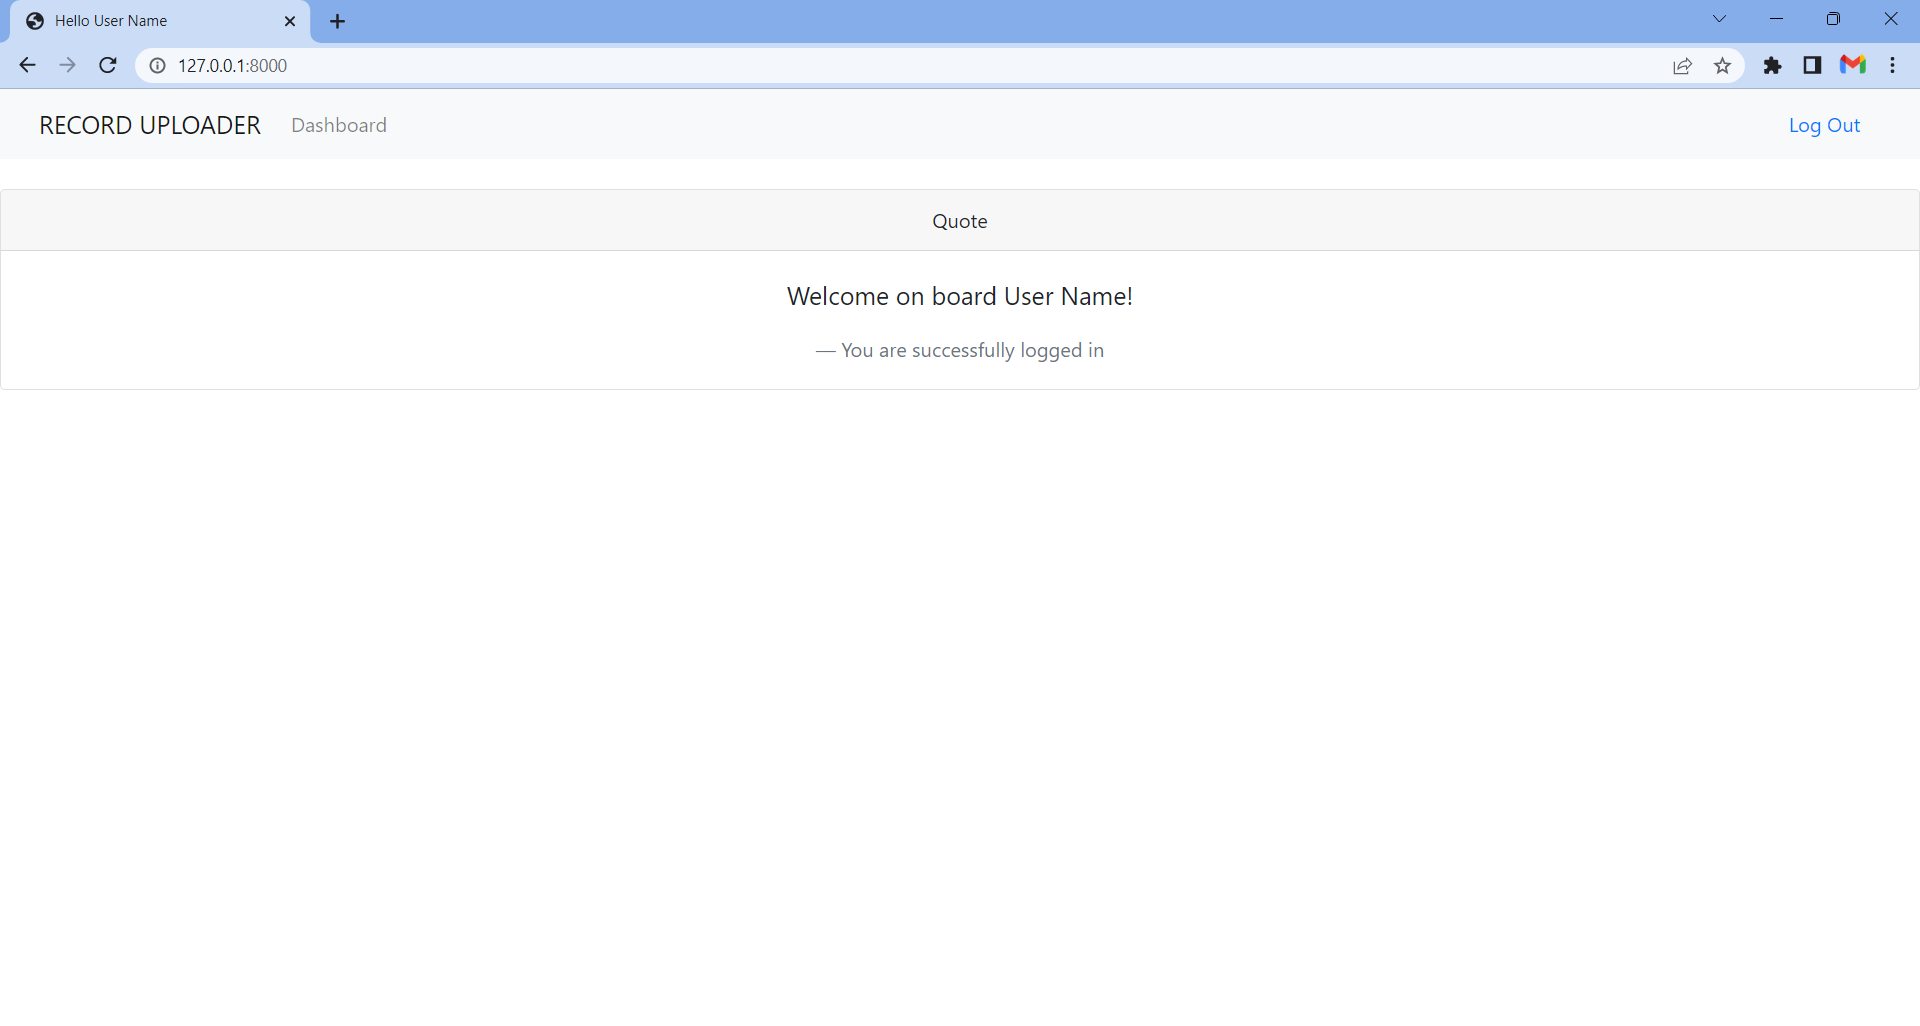 Hello User Name
127.0.0.1:8000
RECORD UPLOADER Dashboard Log Out
Quote
Welcome on board User Name!
— You are successfully logged in